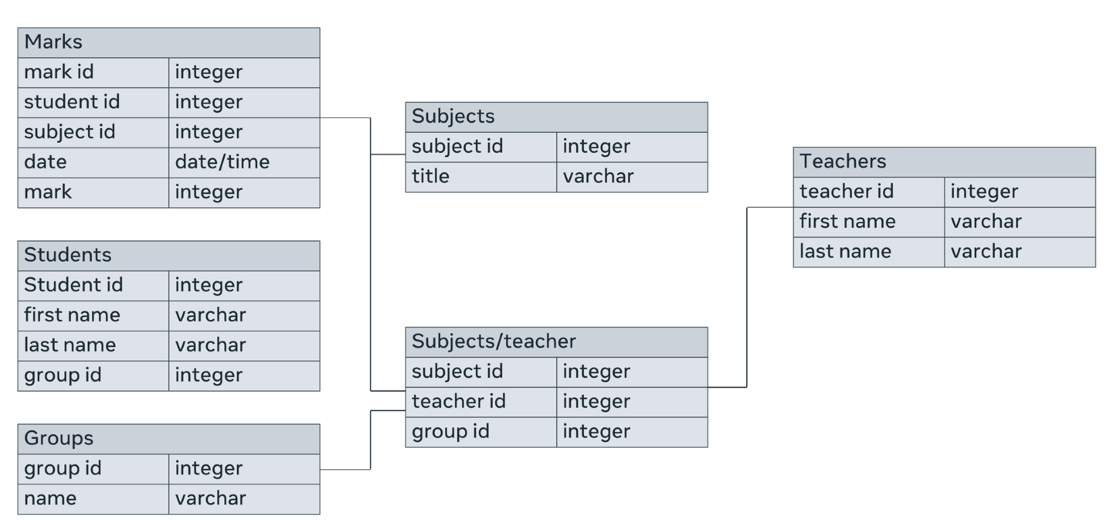 Marks
mark id integer
student id integer
subject id integer
date date/time
mark integer
Students
Student id integer
first name varchar
last name varchar
group id integer
Groups
group id integer
name varchar
Subjects
subject id integer
title varchar
Subjects/teacher
subject id integer
teacher id integer
group id integer
Teachers
teacher id integer
first name varchar
last name varchar